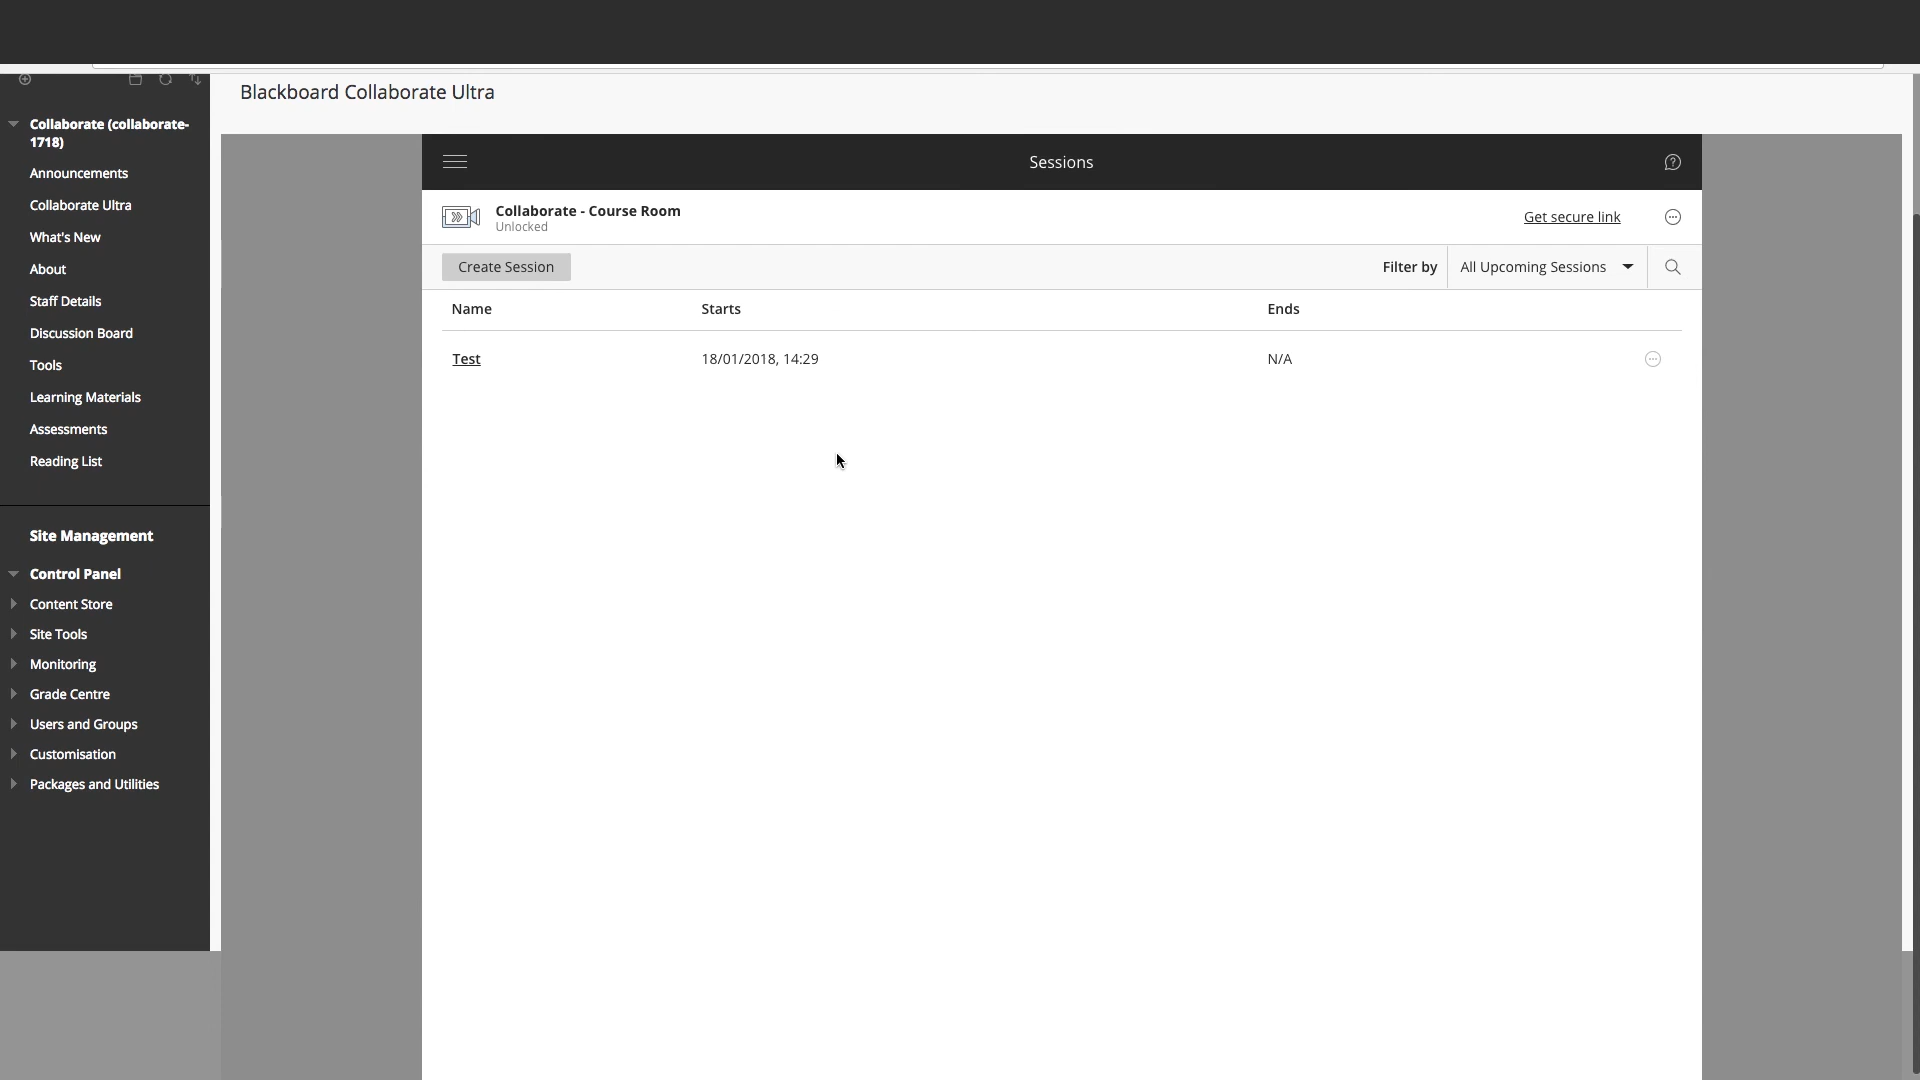 Blackboard Collaborate Ultra
Collaborate (collaborate-
1718)
Announcements
Collaborate Ultra
What's New
About
Staff Details
Discussion Board
Tools
Learning Materials
Assessments
Reading List
Site Management
Control Panel
Content Store
Site Tools
Monitoring
Grade Centre
Users and Groups
Customisation
Packages and Utilities
Sessions
Collaborate - Course Room
Unlocked
Get secure link
Create Session
Filter by
All Upcoming Sessions
Name Starts Ends
Test 18/01/2018, 14:29 N/A